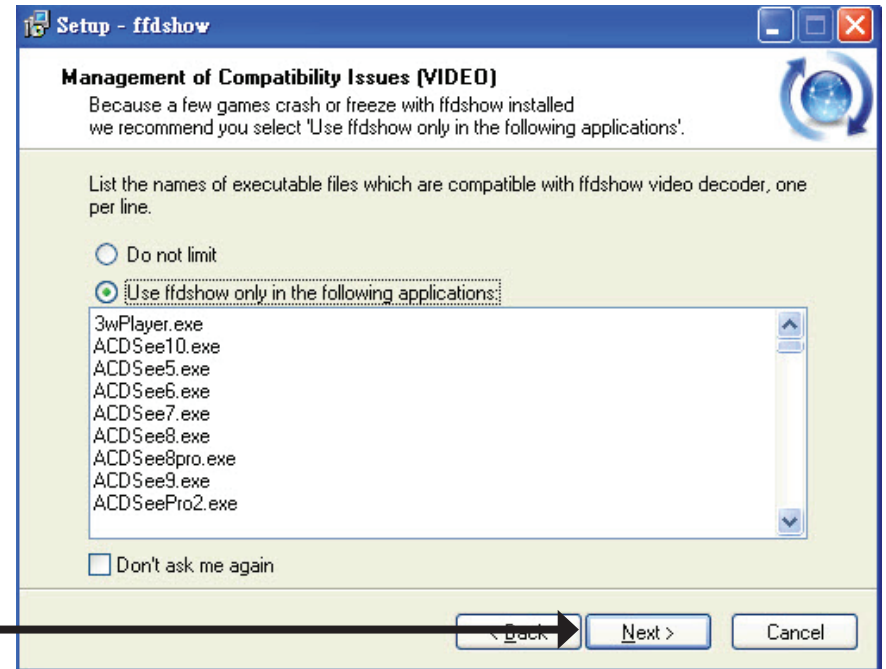 Setup - ffdshow
Management of Compatibility Issues (VIDEO)
Because a few games crash or freeze with ffdshow installed
we recommend you select 'Use ffdshow only in the following applications'.
List the names of executable files which are compatible with ffdshow video decoder, one
per line.
Do not limit
Use ffdshow only in the following applications:
3wPlayer.exe
ACDSee10.exe
ACDSee5.exe
ACDSee6.exe
ACDSee7.exe
ACDSee8.exe
ACDSee8pro.exe
ACDSee9.exe
ACDSeePro2.exe
Don't ask me again
< Back Next > Cancel